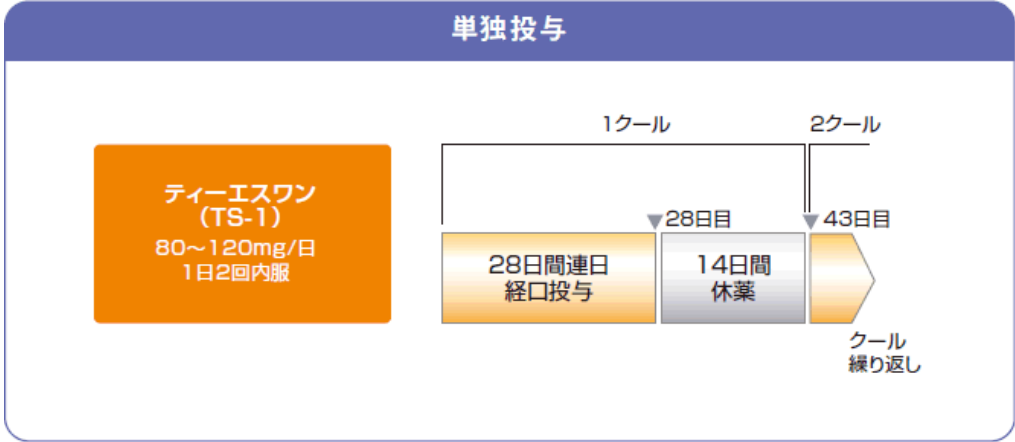 単独投与
ティーエスワン
（TS-1）
80〜120mg/日
1日2回内服
1クール
2クール
28日目
43日目
28日間連日
経口投与
14日間
休薬
クール
繰り返し